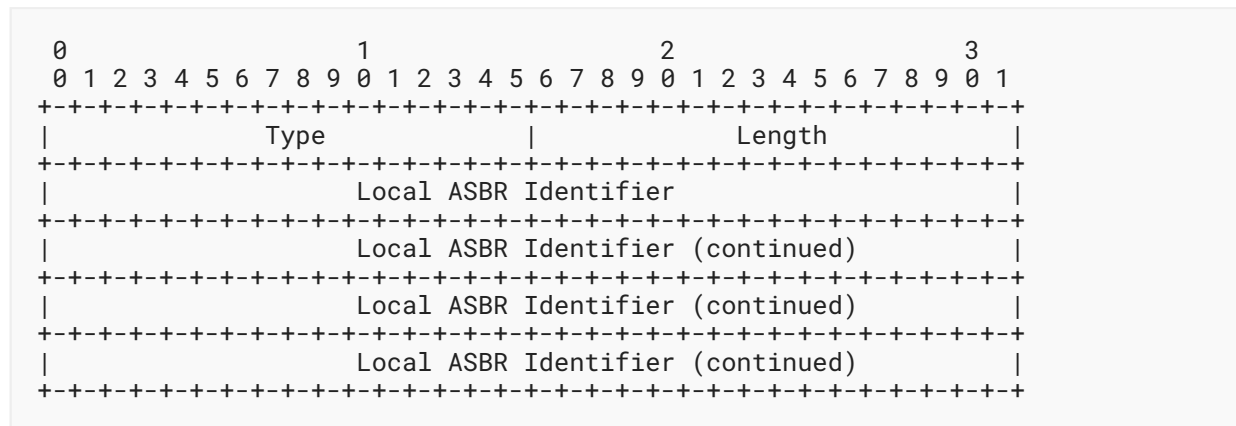 0                   1                   2                   3
 0 1 2 3 4 5 6 7 8 9 0 1 2 3 4 5 6 7 8 9 0 1 2 3 4 5 6 7 8 9 0 1
+-+-+-+-+-+-+-+-+-+-+-+-+-+-+-+-+-+-+-+-+-+-+-+-+-+-+-+-+-+-+-+-+
|              Type             |             Length            |
+-+-+-+-+-+-+-+-+-+-+-+-+-+-+-+-+-+-+-+-+-+-+-+-+-+-+-+-+-+-+-+-+
|                    Local ASBR Identifier                      |
+-+-+-+-+-+-+-+-+-+-+-+-+-+-+-+-+-+-+-+-+-+-+-+-+-+-+-+-+-+-+-+-+
|                    Local ASBR Identifier (continued)          |
+-+-+-+-+-+-+-+-+-+-+-+-+-+-+-+-+-+-+-+-+-+-+-+-+-+-+-+-+-+-+-+-+
|                    Local ASBR Identifier (continued)          |
+-+-+-+-+-+-+-+-+-+-+-+-+-+-+-+-+-+-+-+-+-+-+-+-+-+-+-+-+-+-+-+-+
|                    Local ASBR Identifier (continued)          |
+-+-+-+-+-+-+-+-+-+-+-+-+-+-+-+-+-+-+-+-+-+-+-+-+-+-+-+-+-+-+-+-+